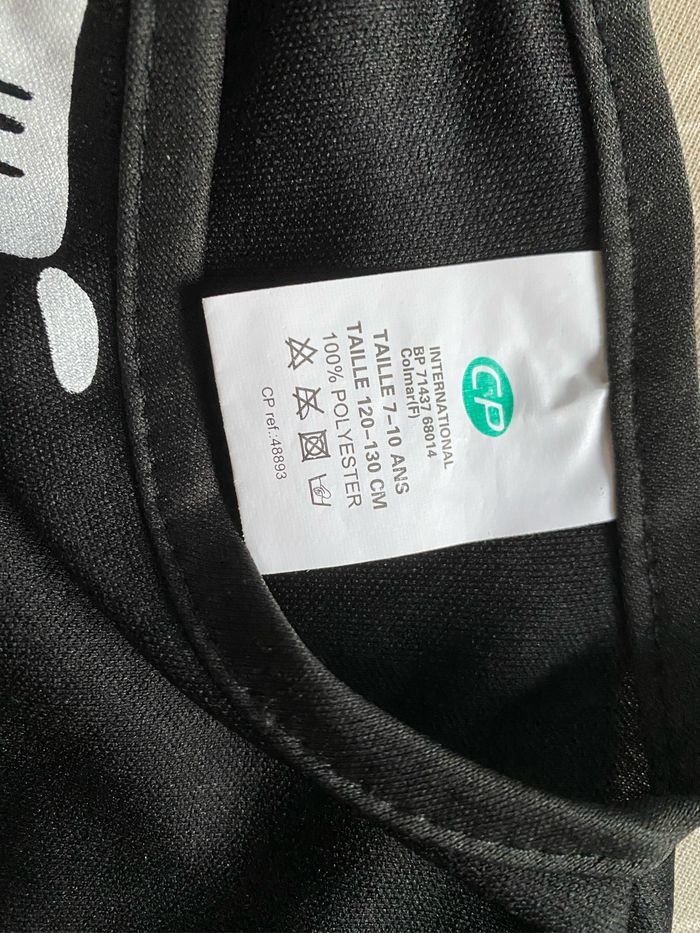 CP
INTERNATIONAL
BP 71437 68014
Colmar(F)
TAILLE 7-10 ANS
TAILLE 120-130 CM
100% POLYESTER
CP ref.:48893